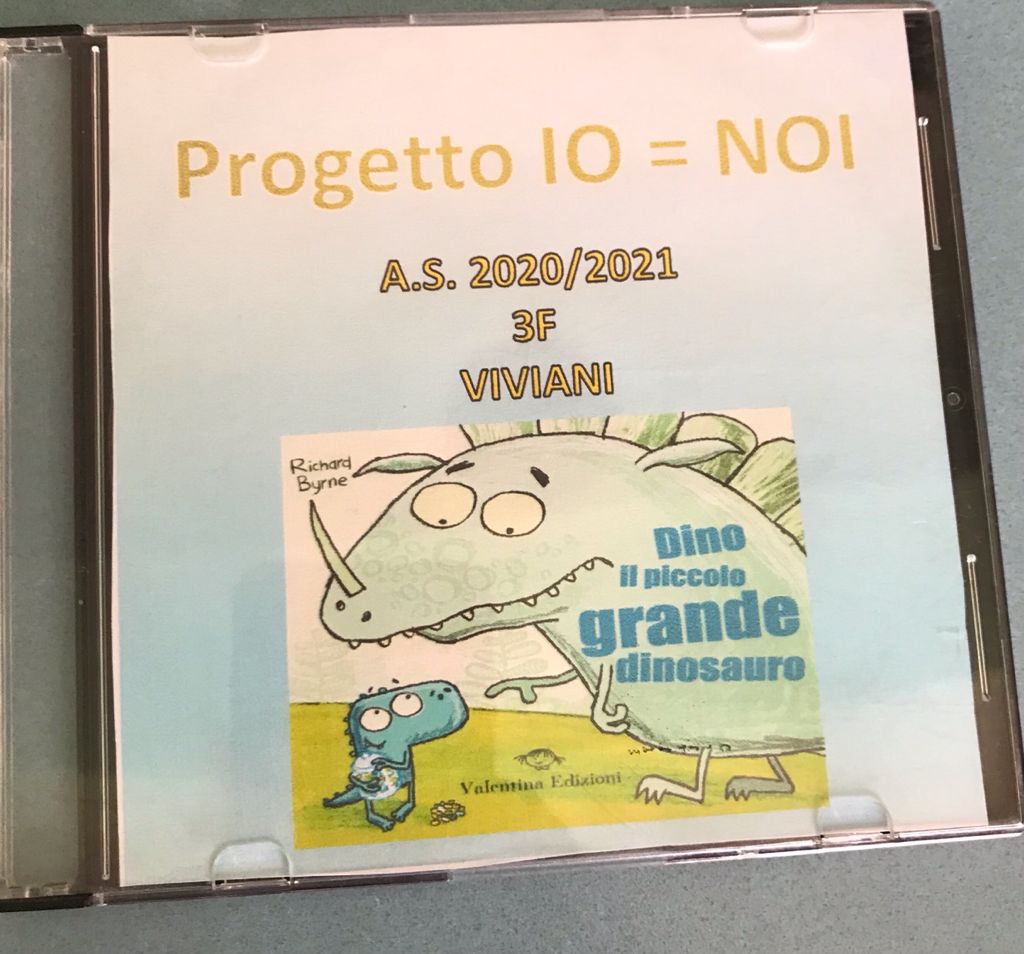 Progetto IO = NOI
A.S. 2020/2021
3F
VIVIANI
Richard
Byrne
Dino
il piccolo
grande
dinosauro
Valentina Edizioni